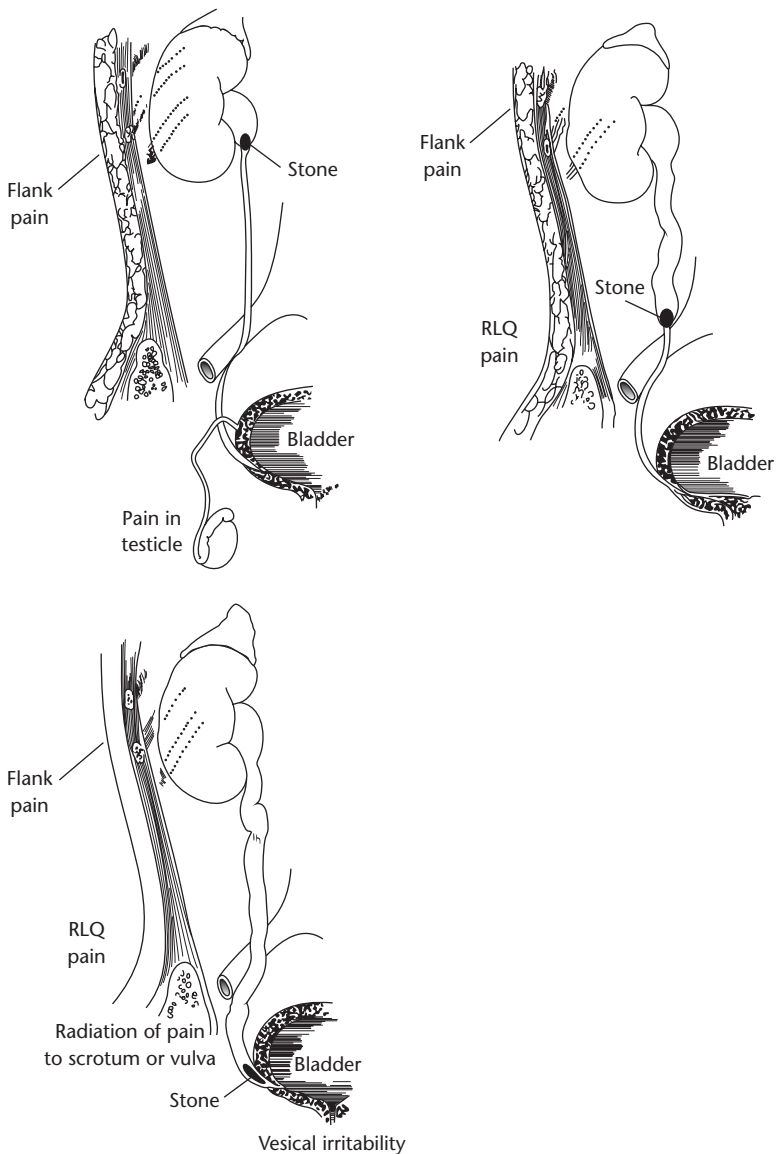 Flank
pain
Stone
Bladder
Pain in
testicle
Flank
pain
Stone
RLQ
pain
Bladder
Flank
pain
RLQ
pain
Radiation of pain
to scrotum or vulva
Bladder
Stone
Vesical irritability